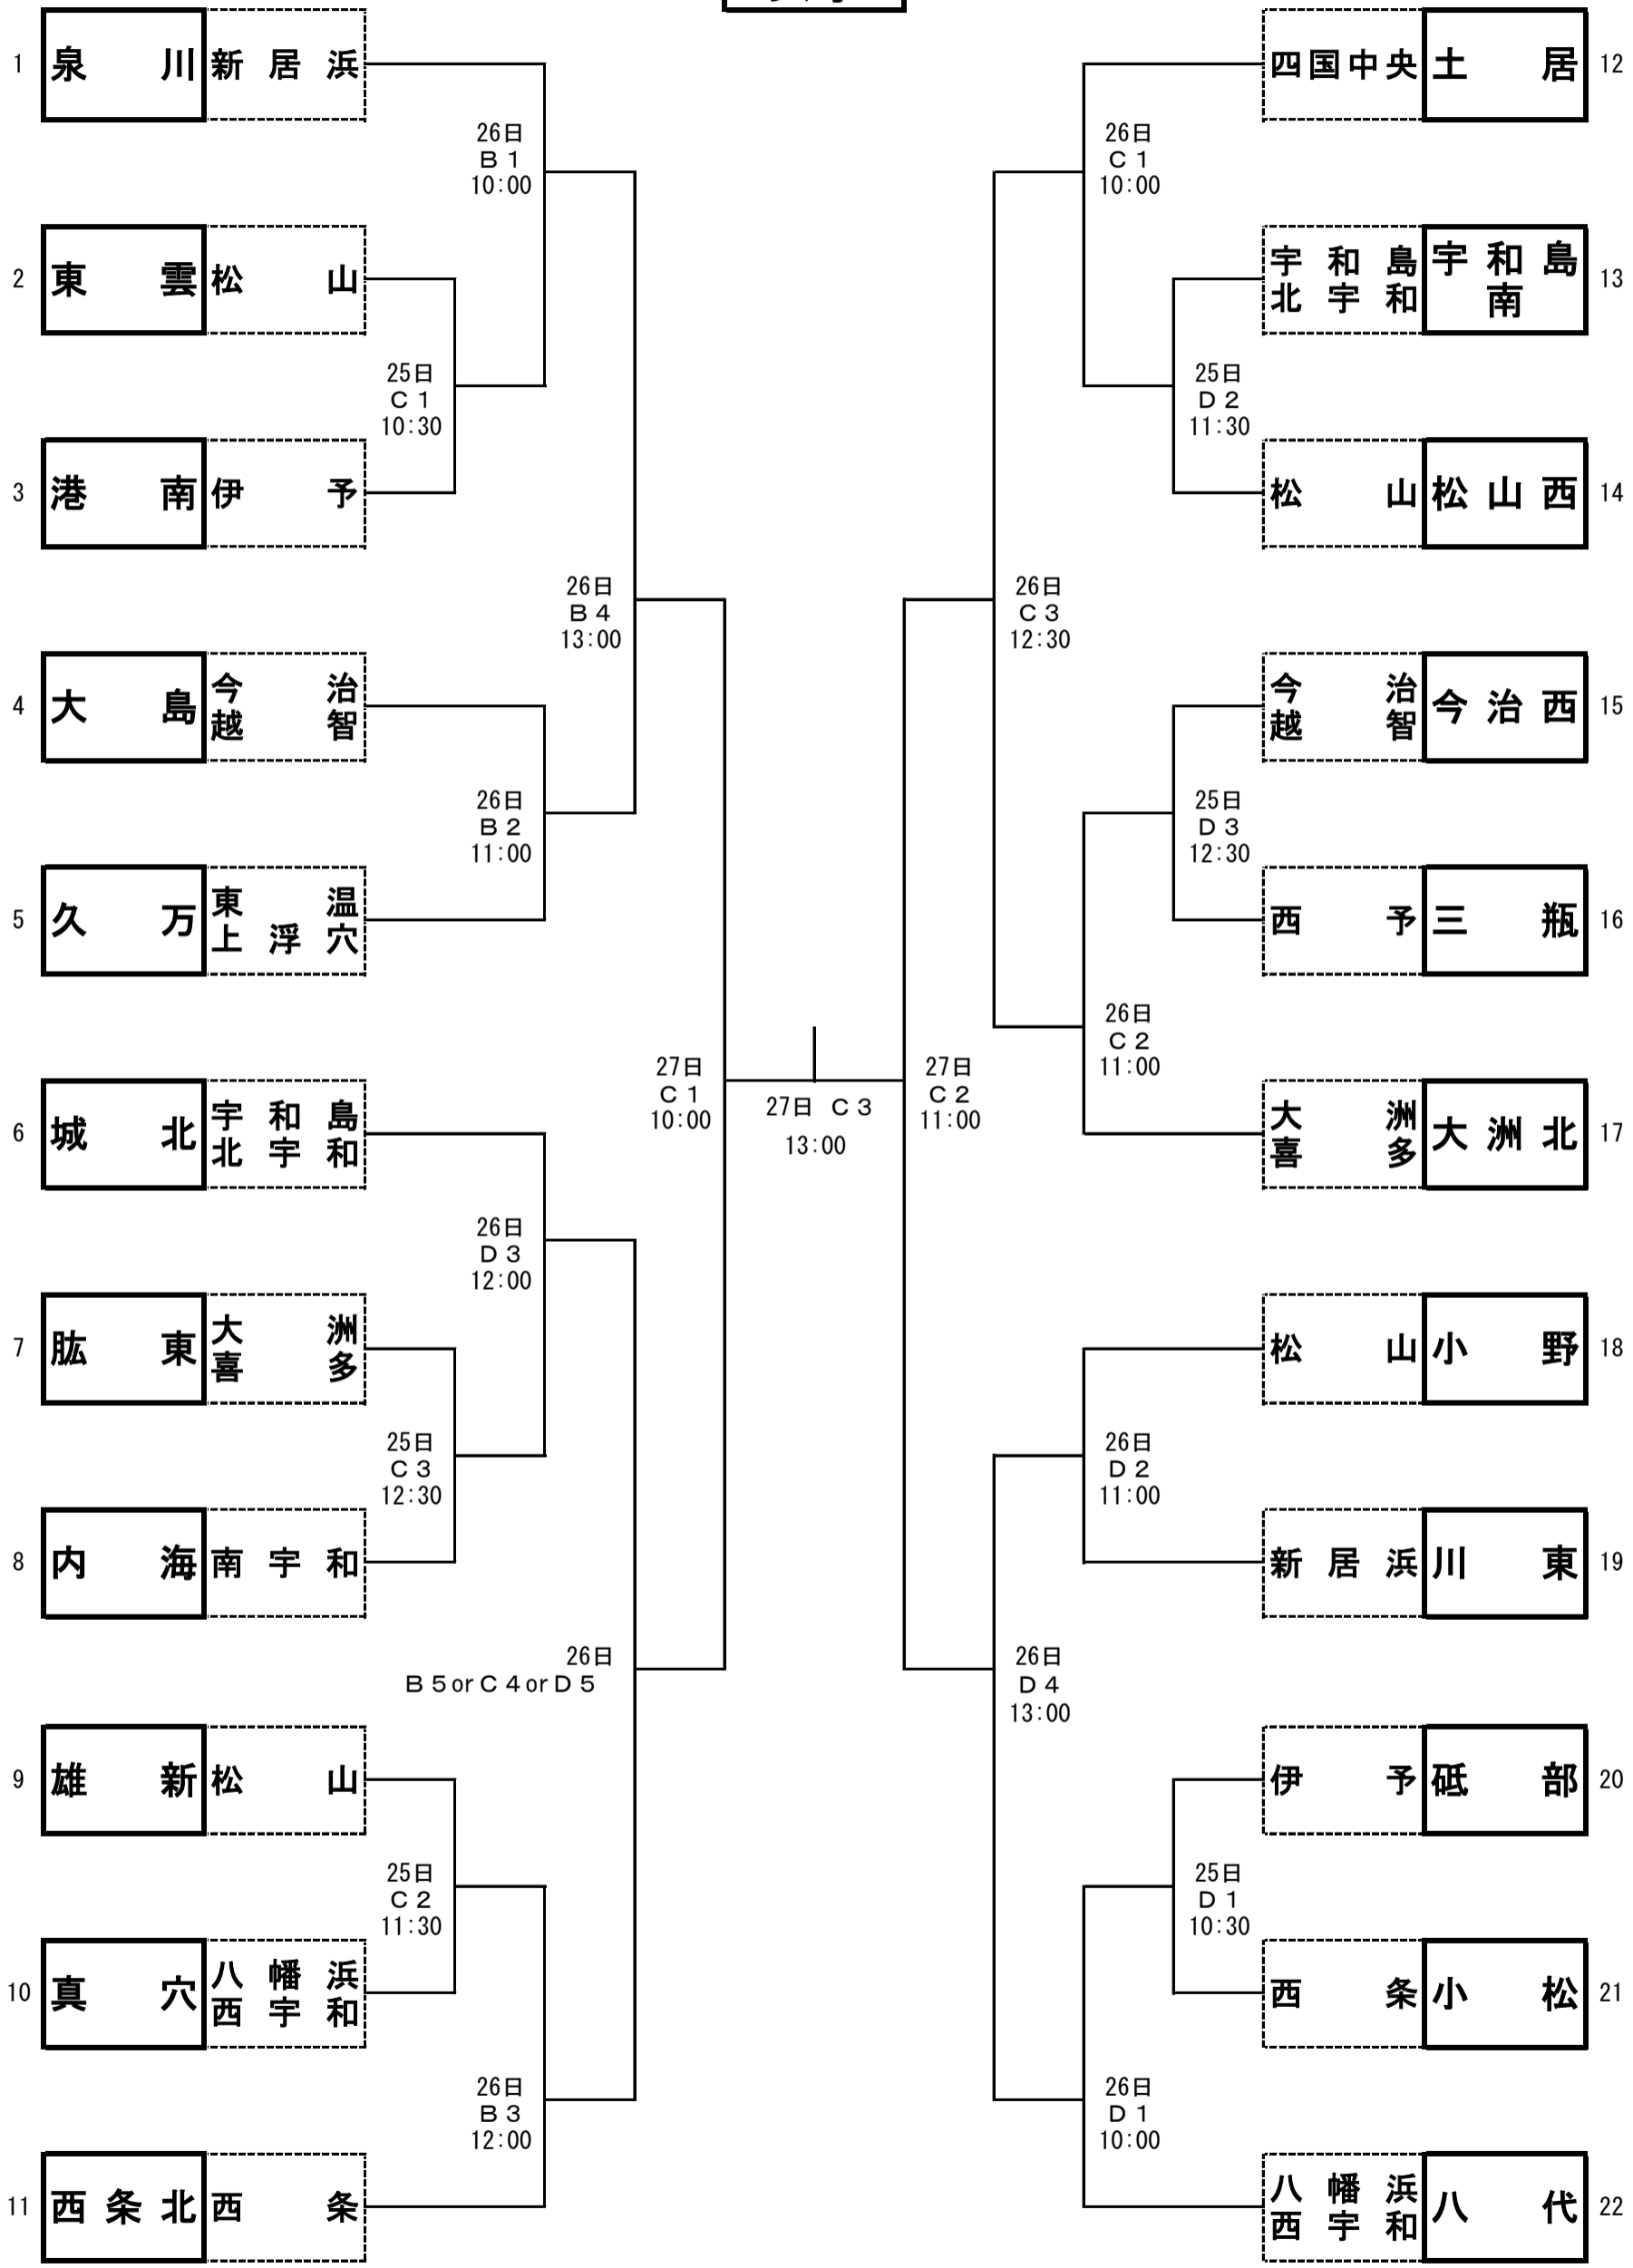 1 泉川 新居浜
26日
B1
10:00
2 東雲 松山
25日
C1
10:30
3 港南 伊予
26日
B4
13:00
4 大島 今治
越智
26日
B2
11:00
5 久万 東温
上浮穴
27日
C1
10:00
6 城北 宇和島
北宇和
26日
D3
12:00
7 肱東 大洲
喜多
25日
C3
12:30
8 内海 南宇和
26日
B5orC4orD5
9 雄新 松山
25日
C2
11:30
10 真穴 八幡浜
西宇和
26日
B3
12:00
11 西条北 西条
27日 C3
13:00
四国中央 土居 12
26日
C1
10:00
宇和島
北宇和
宇和島
南
13
25日
D2
11:30
松山 松山西 14
26日
C3
12:30
今治
越智
今治西 15
25日
D3
12:30
西予 三瓶 16
26日
C2
11:00
27日
C2
11:00
大洲
喜多
大洲北 17
松山 小野 18
26日
D2
11:00
新居浜 川東 19
26日
D4
13:00
伊予 砥部 20
25日
D1
10:30
西条 小松 21
26日
D1
10:00
八幡浜
西宇和
八代 22